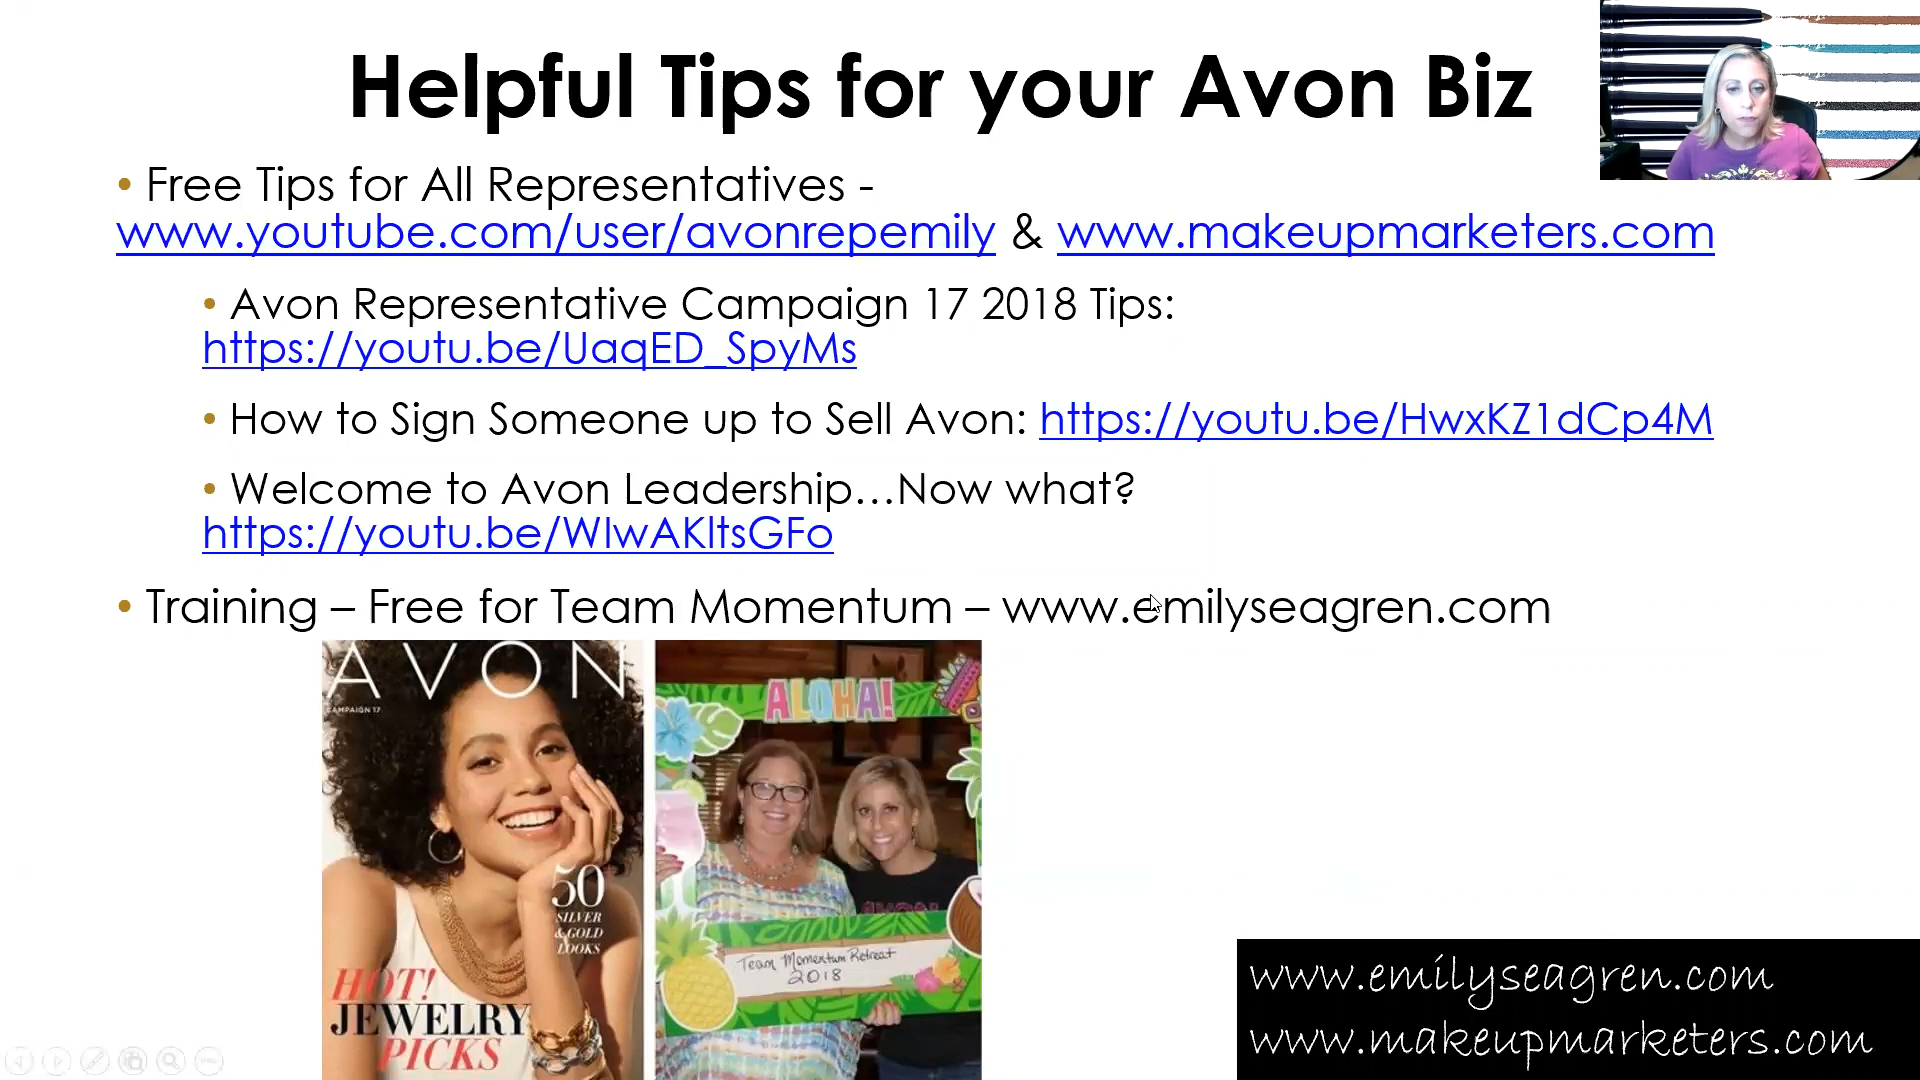 Helpful Tips for your Avon Biz
• Free Tips for All Representatives -
www.youtube.com/user/avonrepemily & www.makeupmarketers.com
• Avon Representative Campaign 17 2018 Tips:
https://youtu.be/UaqED_SpyMs
• How to Sign Someone up to Sell Avon: https://youtu.be/HwxKZ1dCp4M
• Welcome to Avon Leadership…Now what?
https://youtu.be/WIwAKltsGFo
• Training – Free for Team Momentum – www.emilyseagren.com
AVON
CAMPAIGN 17
50
SILVER
& GOLD
LOOKS
HOT!
JEWELRY
PICKS
ALOHA!
AVON
Team Momentum Retreat
2018
www.emilyseagren.com
www.makeupmarketers.com